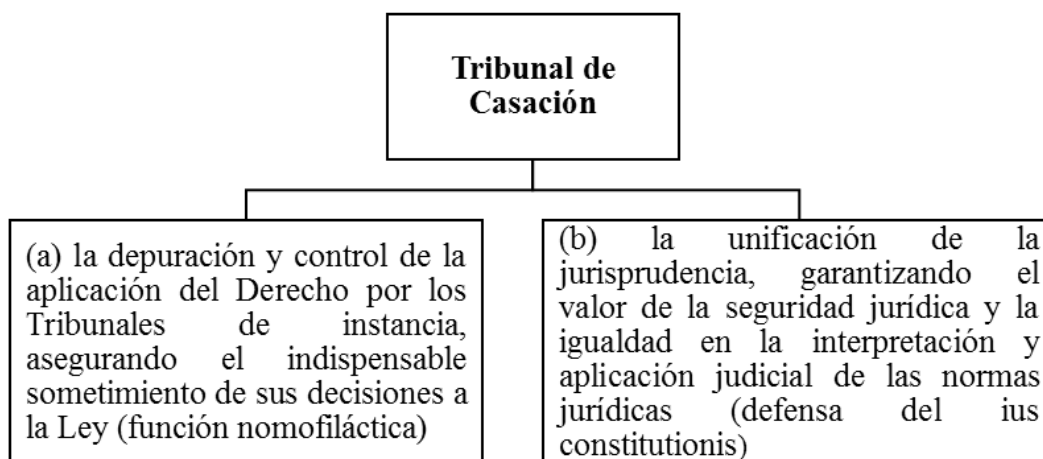 Tribunal de
Casación
(a) la depuración y control de la
aplicación del Derecho por los
Tribunales de instancia,
asegurando el indispensable
sometimiento de sus decisiones a
la Ley (función nomofiláctica)
(b) la unificación de la
jurisprudencia, garantizando el
valor de la seguridad jurídica y la
igualdad en la interpretación y
aplicación judicial de las normas
jurídicas (defensa del ius
constitutionis)